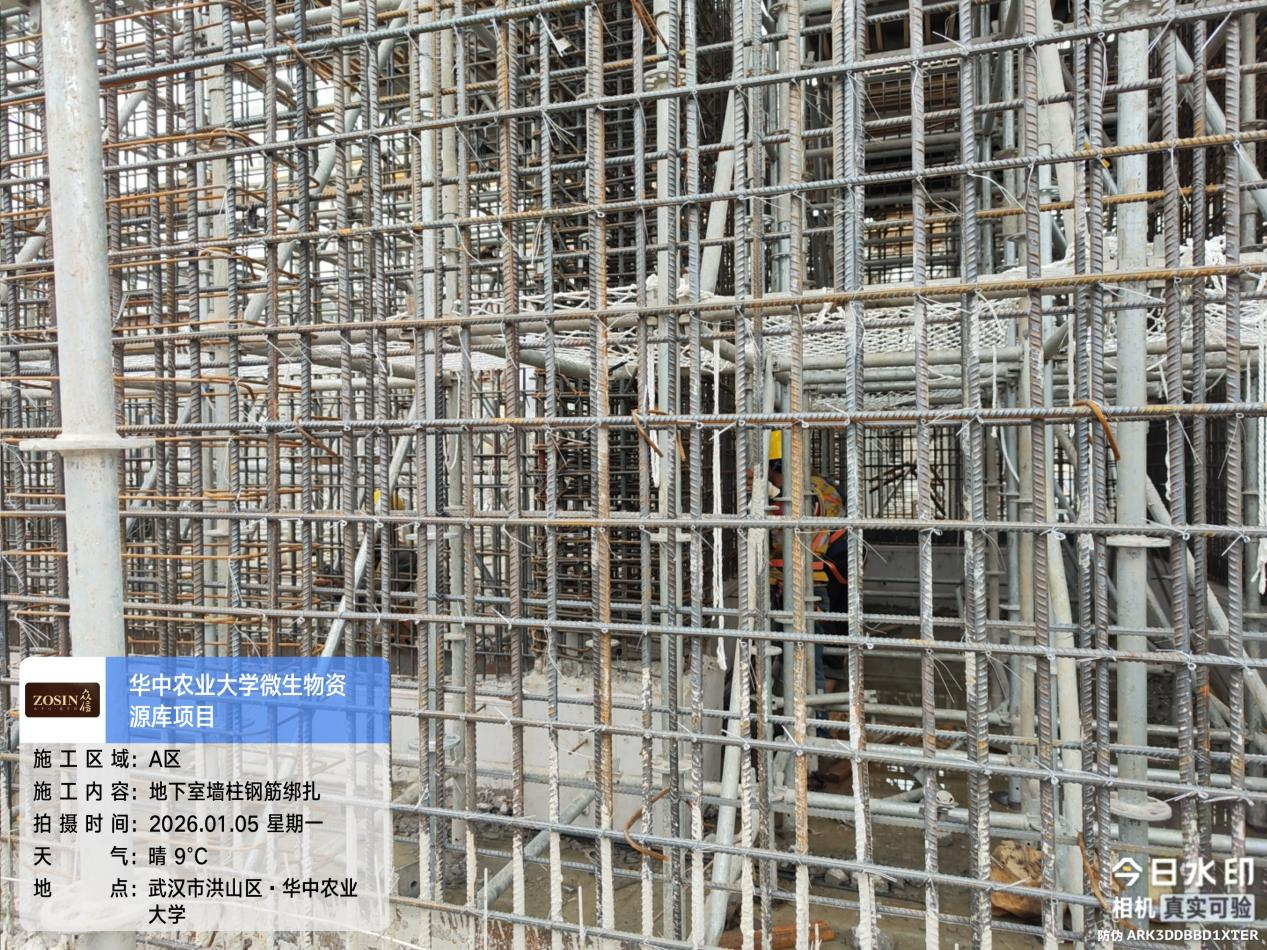 ZOSIN 众信
华中农业大学微生物资
源库项目
施工区域：A区
施工内容：地下室墙柱钢筋绑扎
拍摄时间：2026.01.05 星期一
天气：晴 9℃
地点：武汉市洪山区·华中农业
大学
今日水印
相机 真实可验
防伪 ARK3DDBBD1XTER